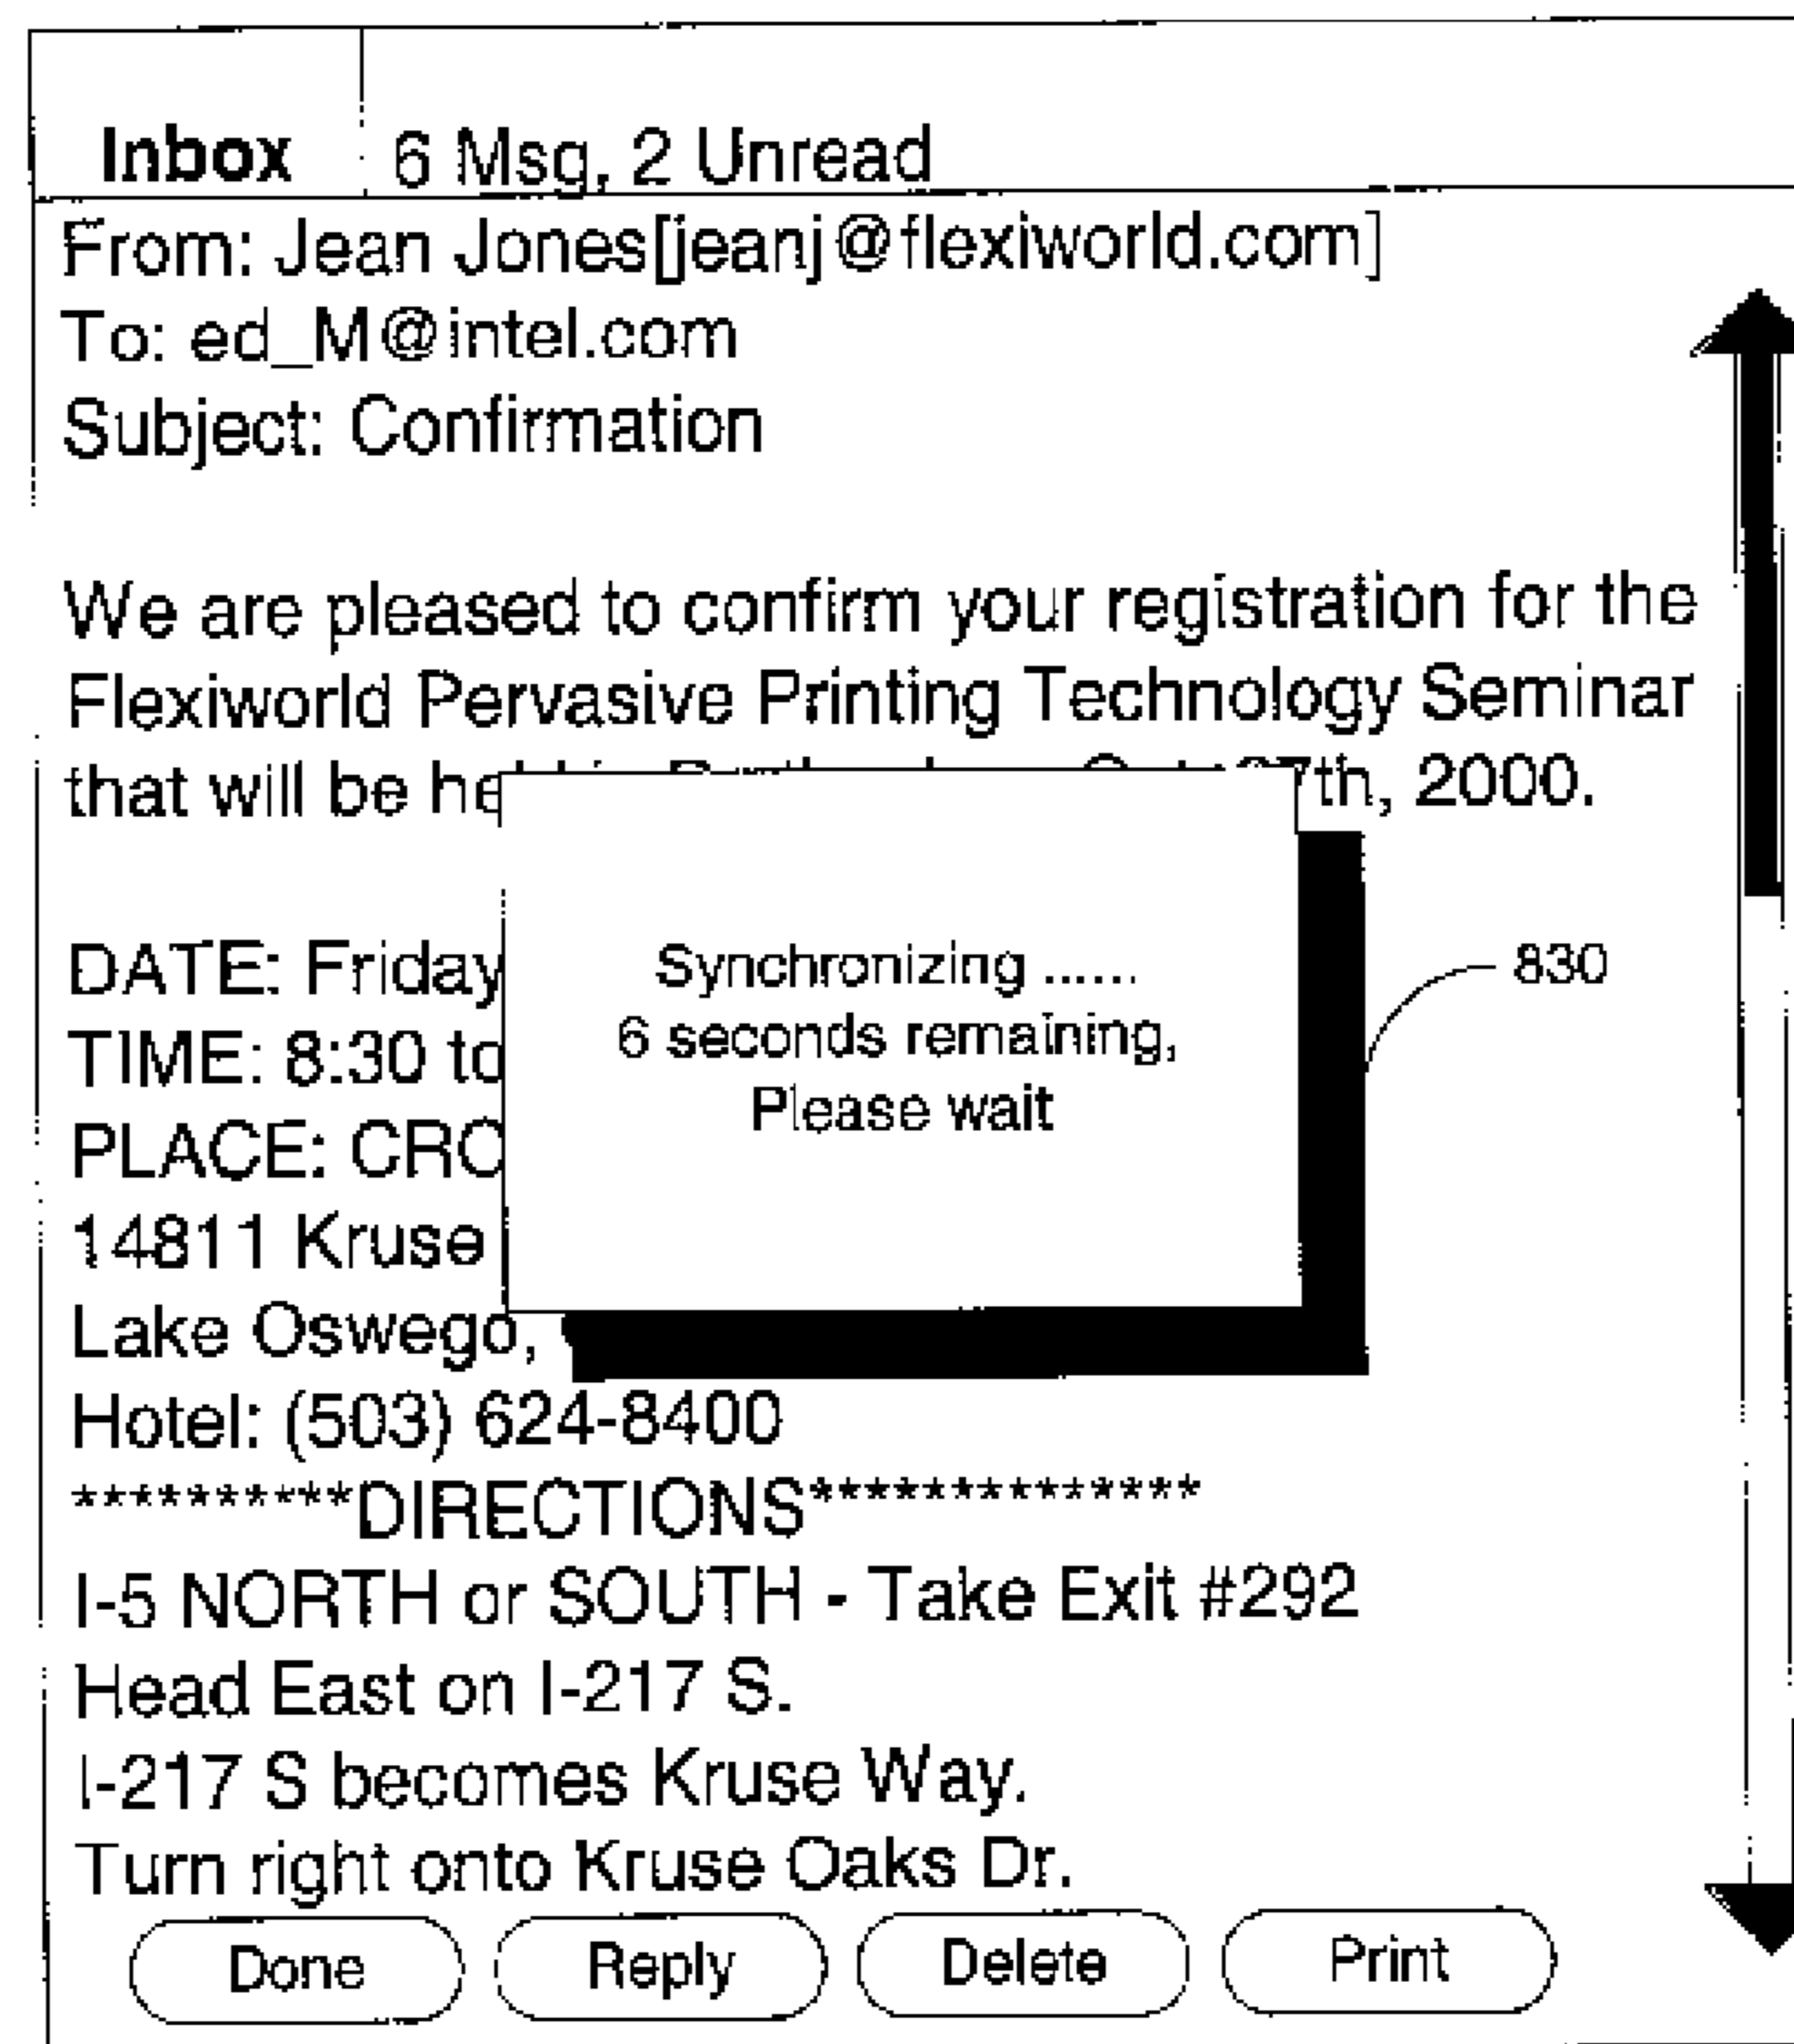 Inbox 6 Msg, 2 Unread
From: Jean Jones[jeanj@flexiworld.com]
To: ed_M@intel.com
Subject: Confirmation
We are pleased to confirm your registration for the
Flexiworld Pervasive Printing Technology Seminar
that will be 7th, 2000.
DATE: Friday
TIME: 8:30 to
PLACE:
14811 Kruse
Lake Oswego,
Hotel: (503) 624-8400
**********DIRECTIONS**************
I-5 NORTH or SOUTH - Take Exit #292
Head East on I-217 S.
I-217 S becomes Kruse Way.
Turn right onto Kruse Oaks Dr.
Synchronizing ......
6 seconds remaining,
Please wait
830
Done Reply Delete Print